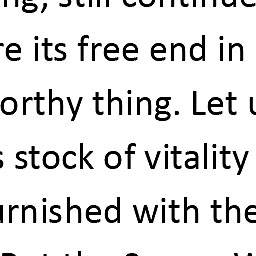 ng, still continue
re its free end in
orthy thing. Let u
s stock of vitality
urnished with the